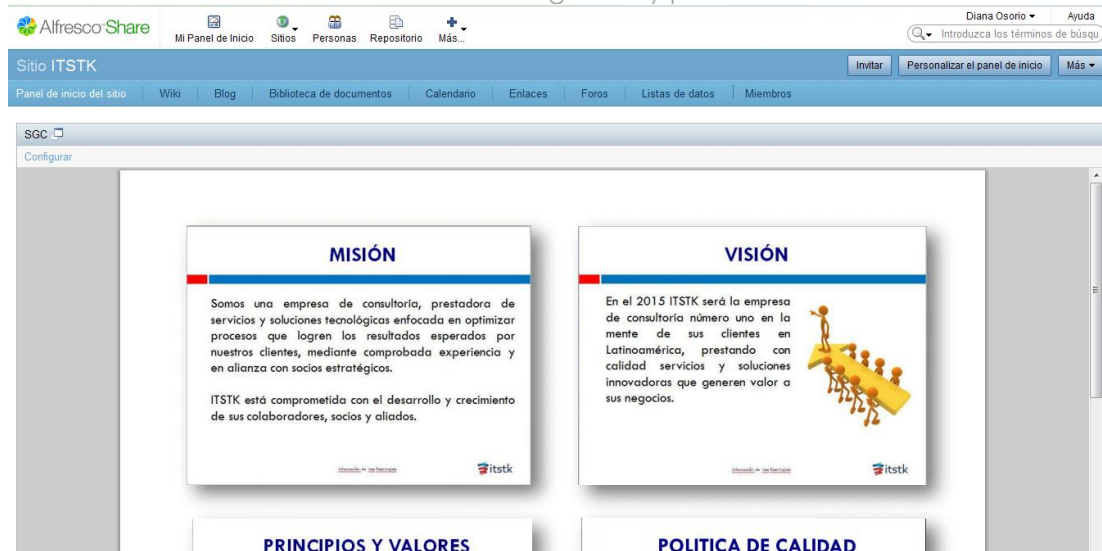 Alfresco Share
Mi Panel de Inicio
Sitios
Personas
Repositorio
Más...
Diana Osorio
Ayuda
Introduzca los términos de búsqu
Sitio ITSTK
Invitar
Personalizar el panel de inicio
Más
Panel de inicio del sitio
Wiki
Blog
Biblioteca de documentos
Calendario
Enlaces
Foros
Listas de datos
Miembros
SGC
Configurar
MISIÓN
Somos una empresa de consultoría, prestadora de
servicios y soluciones tecnológicas enfocada en optimizar
procesos que logren los resultados esperados por
nuestros clientes, mediante comprobada experiencia y
en alianza con socios estratégicos.
ITSTK está comprometida con el desarrollo y crecimiento
de sus colaboradores, socios y aliados.
itstk
VISIÓN
En el 2015 ITSTK será la empresa
de consultoría número uno en la
mente de sus clientes en
Latinoamérica, prestando con
calidad servicios y soluciones
innovadoras que generen valor a
sus negocios.
itstk
PRINCIPIOS Y VALORES
POLITICA DE CALIDAD